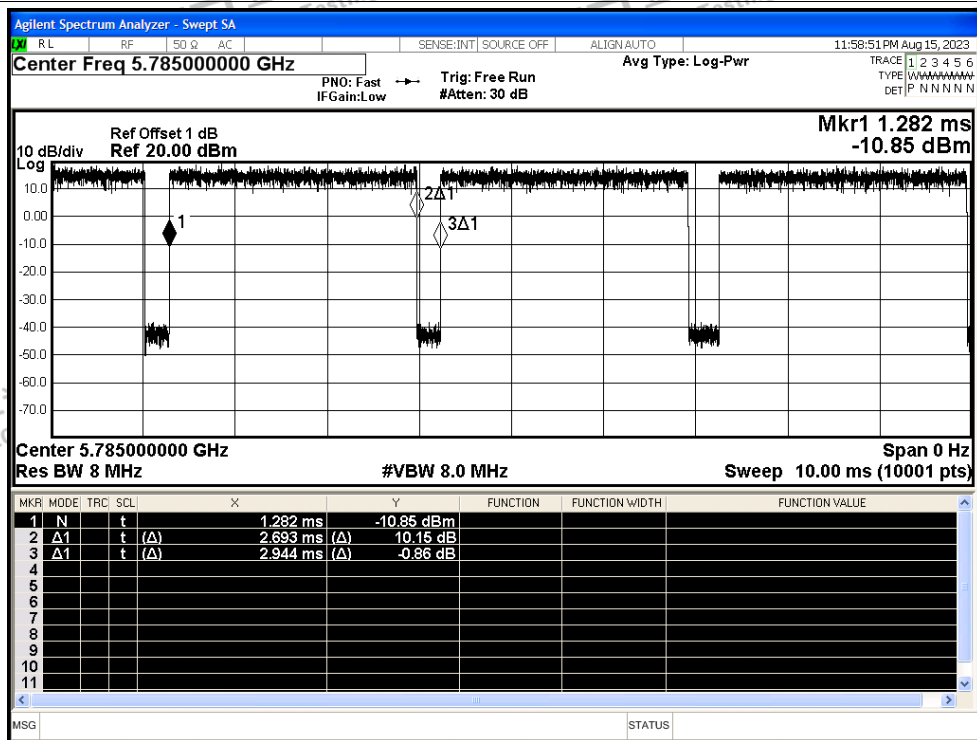 Agilent Spectrum Analyzer - Swept SA
LXI RL RF 50 Ω AC SENSE:INT SOURCE OFF ALIGN AUTO 11:58:51 PM Aug 15, 2023
Center Freq 5.785000000 GHz Avg Type: Log-Pwr TRACE 1 2 3 4 5 6
PNO: Fast Trig: Free Run TYPE
IFGain:Low #Atten: 30 dB DET P N N N N N
Mkr1 1.282 ms
Ref Offset 1 dB
10 dB/div Ref 20.00 dBm -10.85 dBm
Log
10.0
2Δ1
0.00
1
3Δ1
-10.0
-20.0
-30.0
-40.0
-50.0
-60.0
-70.0
Center 5.785000000 GHz Span 0 Hz
Res BW 8 MHz #VBW 8.0 MHz Sweep 10.00 ms (10001 pts)
MKR MODE TRC SCL X Y FUNCTION FUNCTION WIDTH FUNCTION VALUE
1 N t 1.282 ms -10.85 dBm
2 Δ1 t (Δ) 2.693 ms (Δ) 10.15 dB
3 Δ1 t (Δ) 2.944 ms (Δ) -0.86 dB
4
5
6
7
8
9
10
11
MSG STATUS